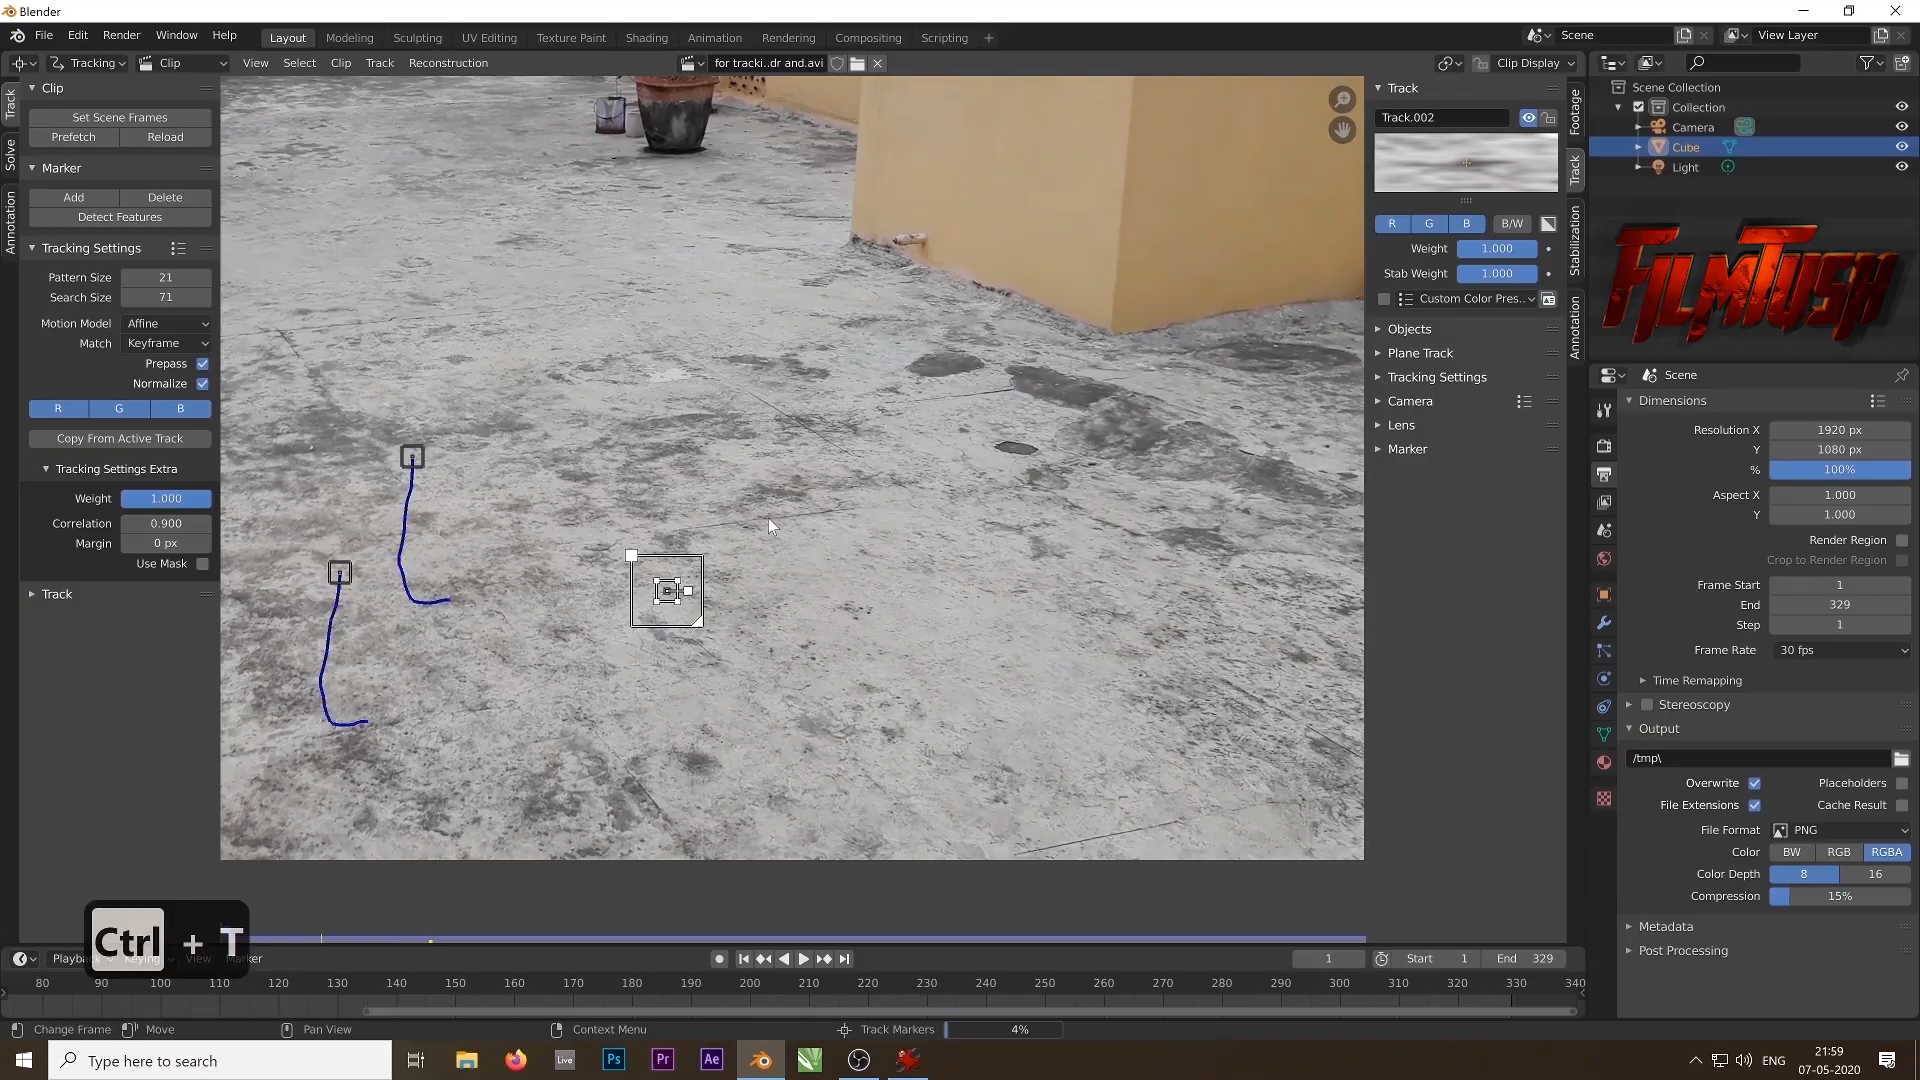 Blender
File Edit Render Window Help
Layout Modeling Sculpting UV Editing Texture Paint Shading Animation Rendering Compositing Scripting +
Scene
View Layer
Tracking Clip View Select Clip Track Reconstruction
for tracki..dr and.avi
Clip Display
Track
Solve
Annotation
Clip
Set Scene Frames
Prefetch Reload
Marker
Add Delete
Detect Features
Tracking Settings
Pattern Size 21
Search Size 71
Motion Model Affine
Match Keyframe
Prepass
Normalize
R G B
Copy From Active Track
Tracking Settings Extra
Weight 1.000
Correlation 0.900
Margin 0 px
Use Mask
Track
Track
Track.002
R G B B/W
Weight 1.000
Stab Weight 1.000
Custom Color Pres..
Objects
Plane Track
Tracking Settings
Camera
Lens
Marker
Footage
Track
Stabilization
Annotation
Scene Collection
Collection
Camera
Cube
Light
FILMTUSH
Scene
Dimensions
Resolution X 1920 px
Y 1080 px
% 100%
Aspect X 1.000
Y 1.000
Render Region
Crop to Render Region
Frame Start 1
End 329
Step 1
Frame Rate 30 fps
Time Remapping
Stereoscopy
Output
/tmp\
Overwrite Placeholders
File Extensions Cache Result
File Format PNG
Color BW RGB RGBA
Color Depth 8 16
Compression 15%
Metadata
Post Processing
Ctrl + T
Playback Keying View Marker
1 Start 1 End 329
80 90 100 110 120 130 140 150 160 170 180 190 200 210 220 230 240 250 260 270 280 290 300 310 320 330 340
Change Frame Move Pan View Context Menu Track Markers 4%
Type here to search
Live Ps Pr Ae
ENG
21:59
07-05-2020